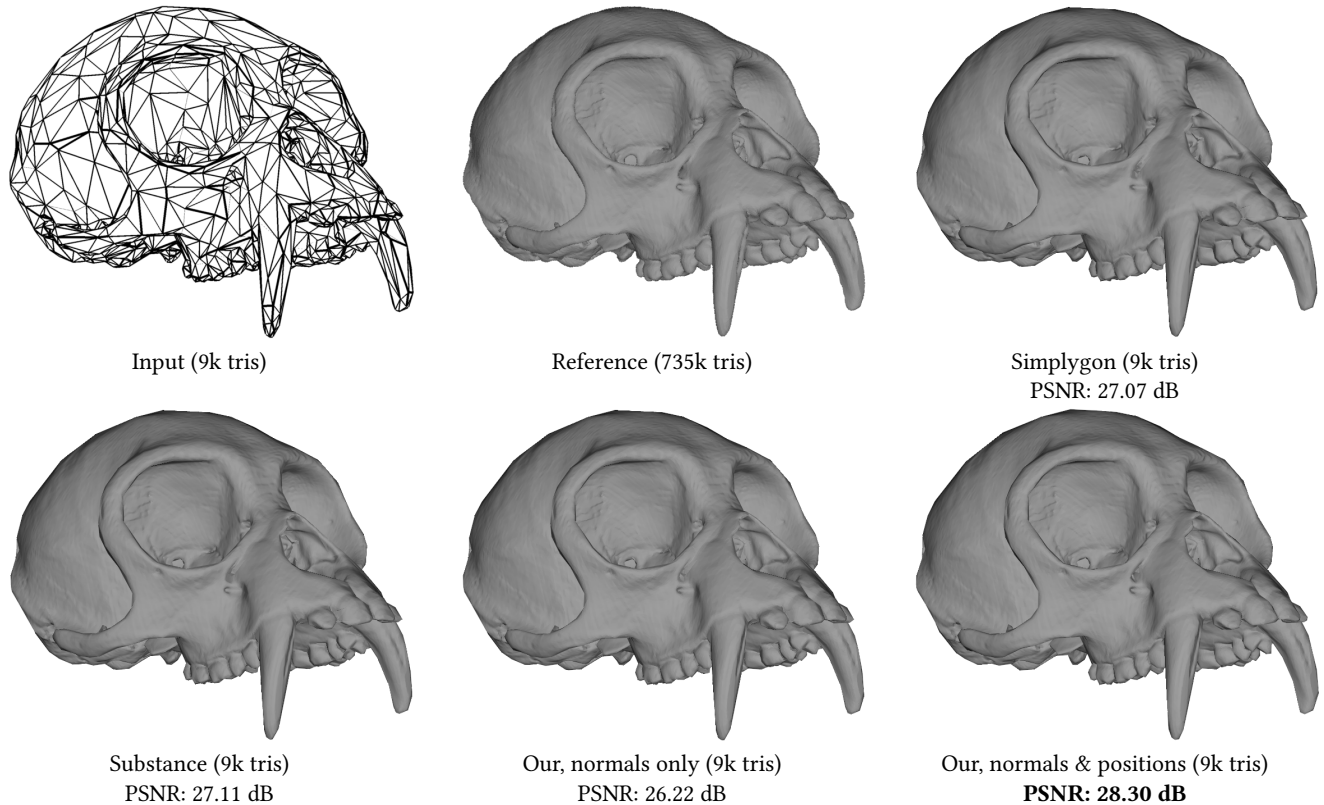 Input (9k tris)
Reference (735k tris)
Simplygon (9k tris)
PSNR: 27.07 dB
Substance (9k tris)
PSNR: 27.11 dB
Our, normals only (9k tris)
PSNR: 26.22 dB
Our, normals & positions (9k tris)
PSNR: 28.30 dB